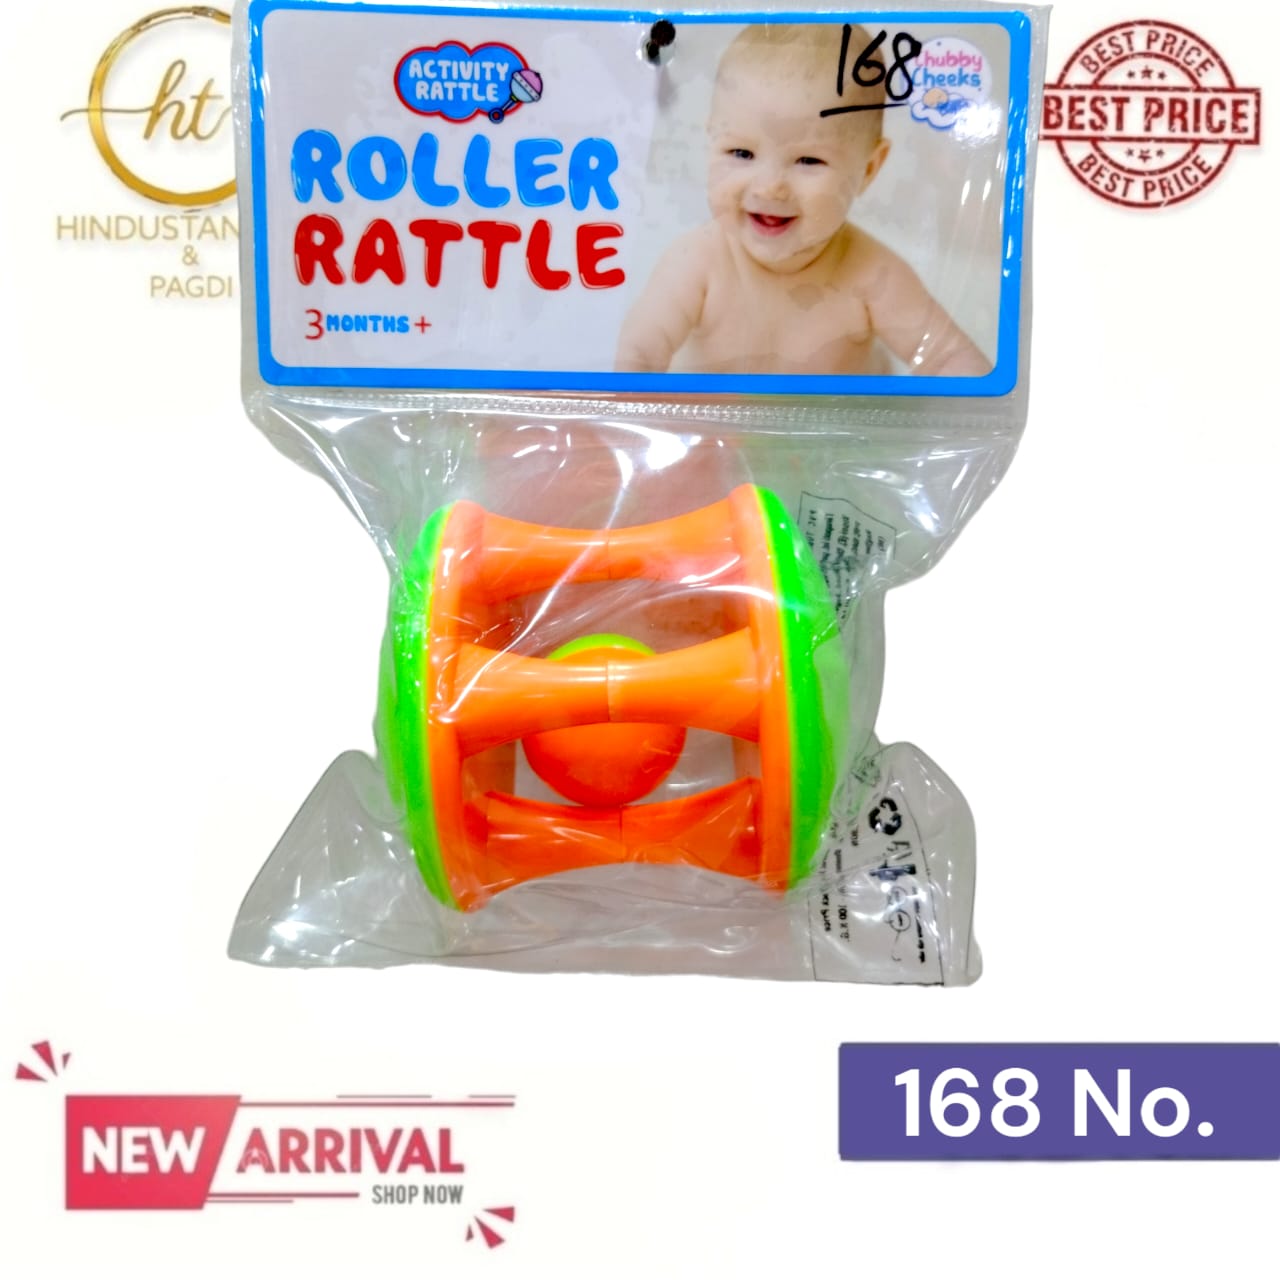 ht
HINDUSTAN
&
PAGDI
ACTIVITY
RATTLE
ROLLER
RATTLE
3 MONTHS +
168
Chubby
Cheeks
BEST PRICE
BEST PRICE
BEST PRICE
NEW ARRIVAL
SHOP NOW
168 No.